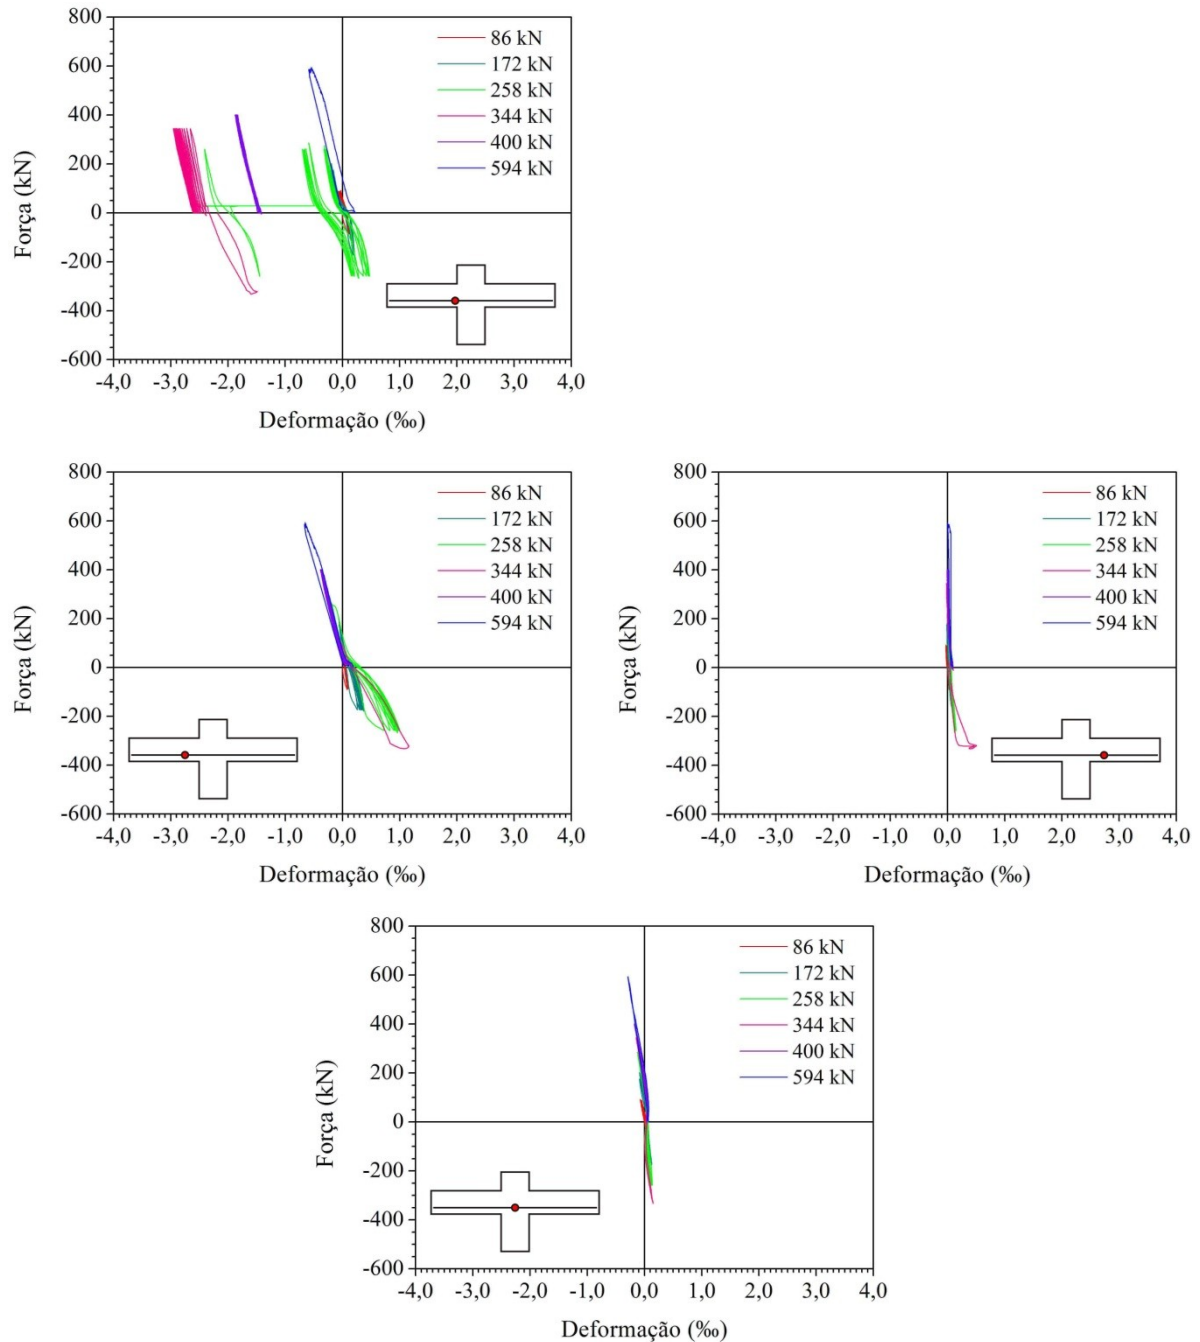 800
600
400
200
0
-200
-400
-600
Força (kN)
86 kN
172 kN
258 kN
344 kN
400 kN
594 kN
-4,0 -3,0 -2,0 -1,0 0,0 1,0 2,0 3,0 4,0
Deformação (‰)
800
600
400
200
0
-200
-400
-600
Força (kN)
86 kN
172 kN
258 kN
344 kN
400 kN
594 kN
-4,0 -3,0 -2,0 -1,0 0,0 1,0 2,0 3,0 4,0
Deformação (‰)
800
600
400
200
0
-200
-400
-600
Força (kN)
86 kN
172 kN
258 kN
344 kN
400 kN
594 kN
-4,0 -3,0 -2,0 -1,0 0,0 1,0 2,0 3,0 4,0
Deformação (‰)
800
600
400
200
0
-200
-400
-600
Força (kN)
86 kN
172 kN
258 kN
344 kN
400 kN
594 kN
-4,0 -3,0 -2,0 -1,0 0,0 1,0 2,0 3,0 4,0
Deformação (‰)